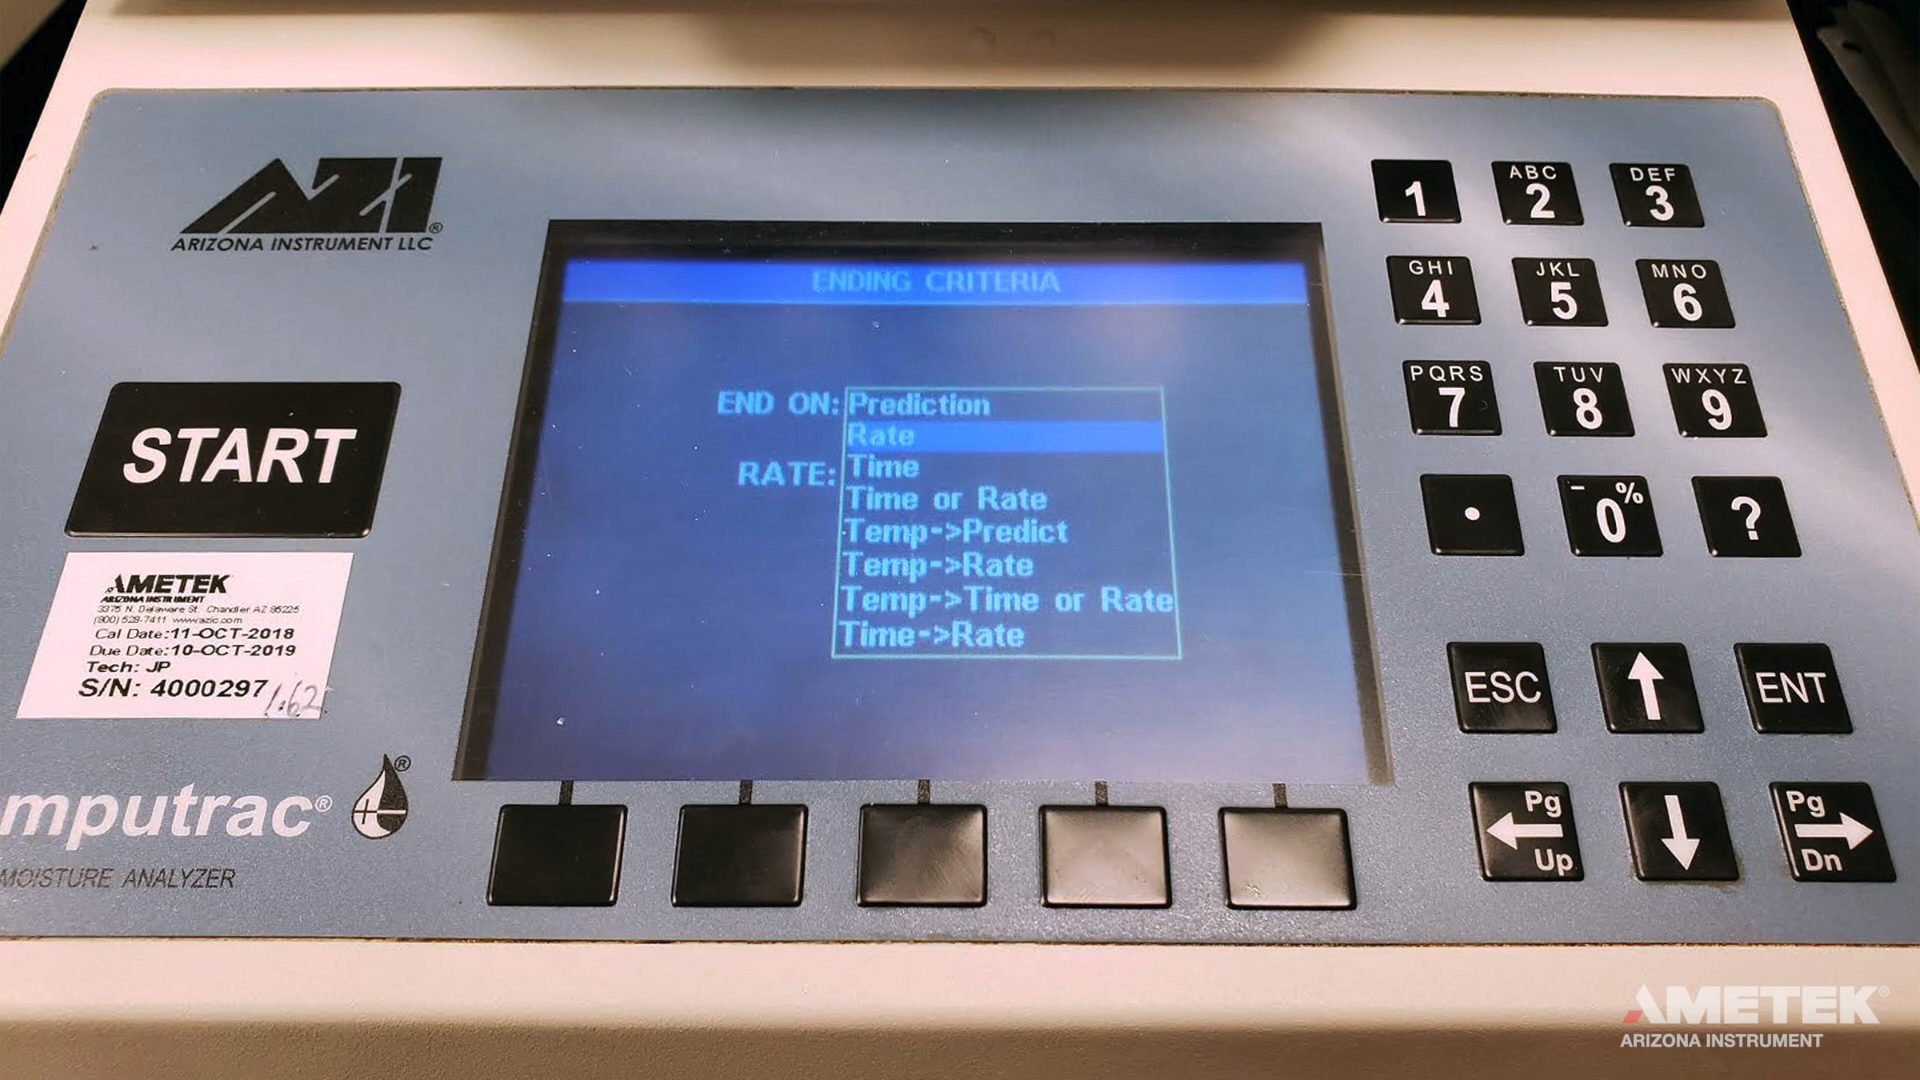 AZI®
ARIZONA INSTRUMENT LLC
ENDING CRITERIA
END ON: Prediction
Rate
RATE: Time
Time or Rate
Temp->Predict
Temp->Rate
Temp->Time or Rate
Time->Rate
START
AMETEK
ARIZONA INSTRUMENT
3375 N. Delaware St. Chandler AZ 85225
(800) 528-7411 www.azic.com
Cal Date:11-OCT-2018
Due Date:10-OCT-2019
Tech: JP
S/N: 4000297
1.62
mputrac®
®
MOISTURE ANALYZER
1
ABC
2
DEF
3
GHI
4
JKL
5
MNO
6
PQRS
7
TUV
8
WXYZ
9
.
- 0 %
?
ESC
ENT
Pg
Up
Pg
Dn
AMETEK®
ARIZONA INSTRUMENT